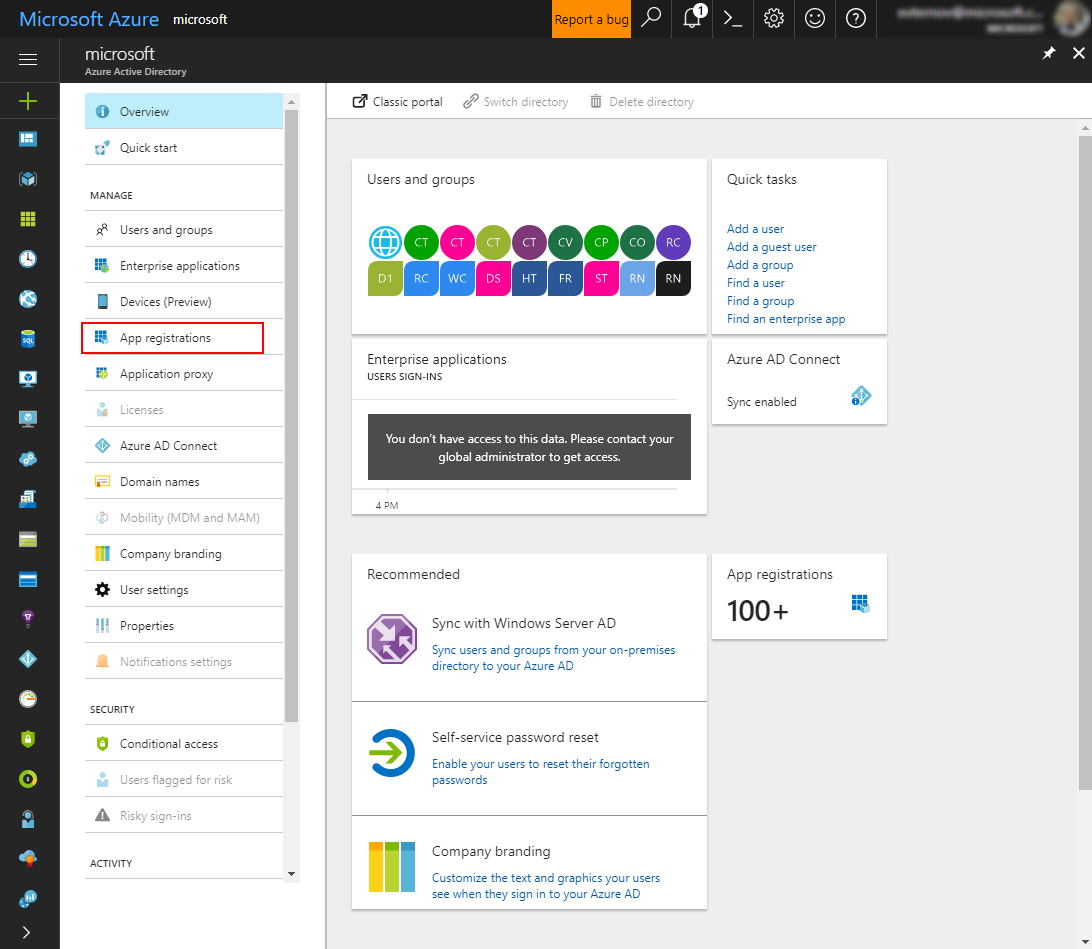 Microsoft Azure microsoft
Report a bug
1
microsoft
Azure Active Directory
Overview
Quick start
MANAGE
Users and groups
Enterprise applications
Devices (Preview)
App registrations
Application proxy
Licenses
Azure AD Connect
Domain names
Mobility (MDM and MAM)
Company branding
User settings
Properties
Notifications settings
SECURITY
Conditional access
Users flagged for risk
Risky sign-ins
ACTIVITY
Classic portal
Switch directory
Delete directory
Users and groups
CT CT CT CT CV CP CO RC
D1 RC WC DS HT FR ST RN RN
Quick tasks
Add a user
Add a guest user
Add a group
Find a user
Find a group
Find an enterprise app
Enterprise applications
USERS SIGN-INS
You don't have access to this data. Please contact your
global administrator to get access.
4 PM
Azure AD Connect
Sync enabled
Recommended
Sync with Windows Server AD
Sync users and groups from your on-premises
directory to your Azure AD
Self-service password reset
Enable your users to reset their forgotten
passwords
Company branding
Customize the text and graphics your users
see when they sign in to your Azure AD
App registrations
100+
SQL